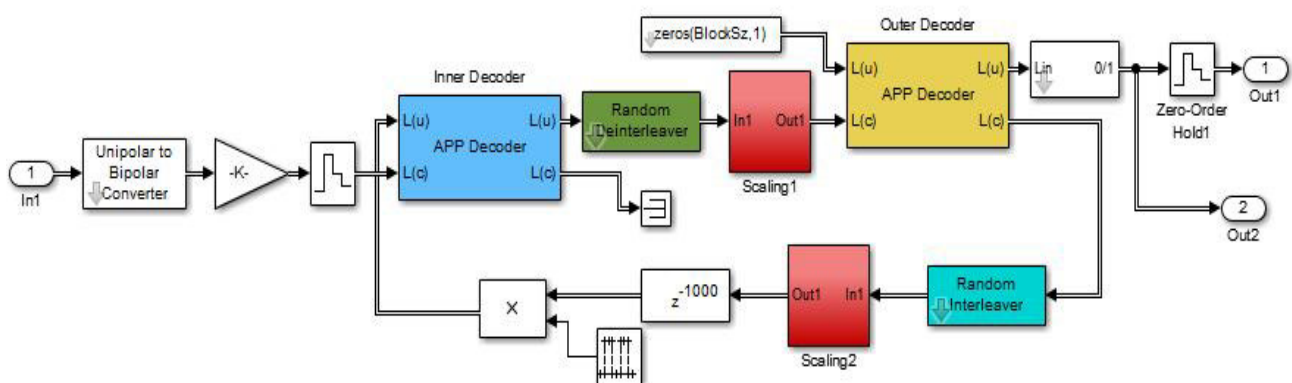 Outer Decoder
zeros(BlockSz,1)
Inner Decoder
L(u) L(u)
APP Decoder
L(c) L(c)
Lin 0/1
1
Out1
Zero-Order
Hold1
L(u) L(u)
APP Decoder
L(c) L(c)
Random
Deinterleaver
In1 Out1
Scaling1
Unipolar to
Bipolar
Converter
-K-
1
In1
2
Out2
X
z-1000
Out1 In1
Scaling2
Random
Interleaver